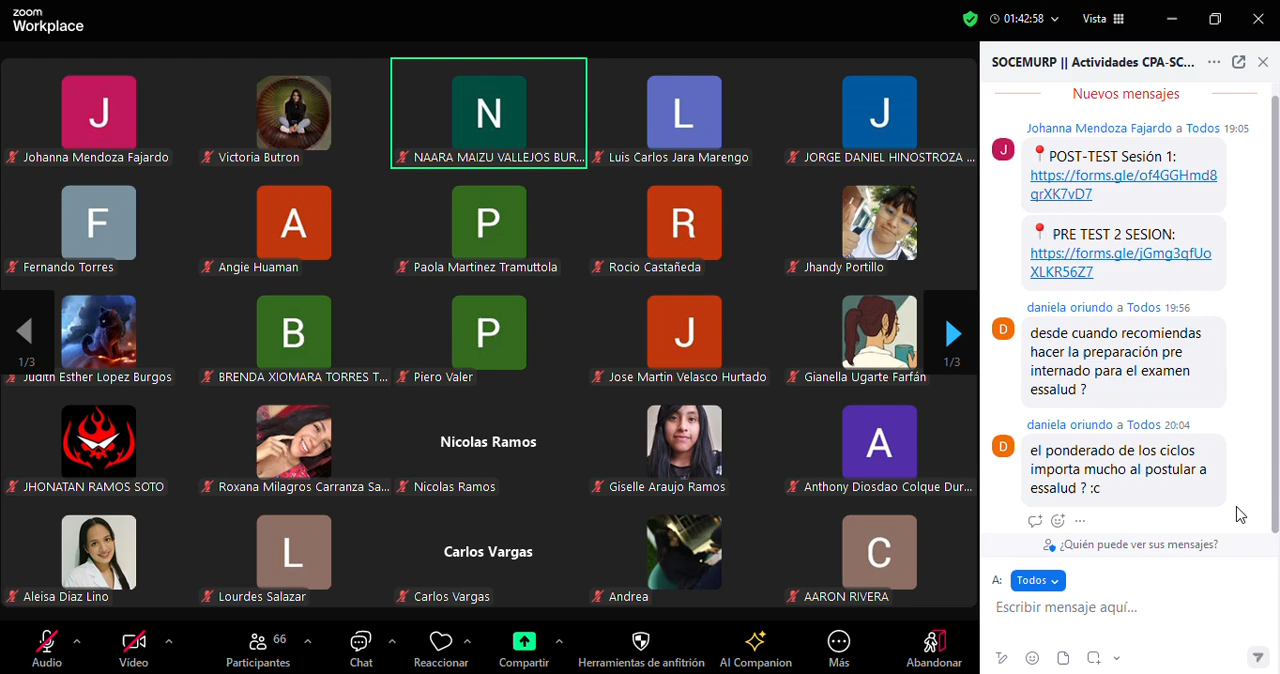 zoom
Workplace
01:42:58
Vista
SOCEMURP || Actividades CPA-SC...
Nuevos mensajes
Johanna Mendoza Fajardo a Todos 19:05
J
📍POST-TEST Sesión 1:
https://forms.gle/of4GGHmd8
qrXK7vD7
📍 PRE TEST 2 SESION:
https://forms.gle/jGmg3qfUo
XLKR56Z7
daniela oriundo a Todos 19:56
D
desde cuando recomiendas
hacer la preparación pre
internado para el examen
essalud ?
daniela oriundo a Todos 20:04
D
el ponderado de los ciclos
importa mucho al postular a
essalud ? :c
¿Quién puede ver sus mensajes?
A: Todos
Escribir mensaje aquí...
J
N
L
J
Johanna Mendoza Fajardo
Victoria Butron
NAARA MAIZU VALLEJOS BUR...
Luis Carlos Jara Marengo
JORGE DANIEL HINOSTROZA ...
F
A
P
R
Fernando Torres
Angie Huaman
Paola Martinez Tramuttola
Rocio Castañeda
Jhandy Portillo
B
P
J
1/3
1/3
Judith Esther Lopez Burgos
BRENDA XIOMARA TORRES T...
Piero Valer
Jose Martin Velasco Hurtado
Gianella Ugarte Farfán
Nicolas Ramos
A
JHONATAN RAMOS SOTO
Roxana Milagros Carranza Sa...
Nicolas Ramos
Giselle Araujo Ramos
Anthony Diosdao Colque Dur...
L
Carlos Vargas
C
Aleisa Díaz Lino
Lourdes Salazar
Carlos Vargas
Andrea
AARON RIVERA
66
Audio
Vídeo
Participantes
Chat
Reaccionar
Compartir
Herramientas de anfitrión
AI Companion
Más
Abandonar